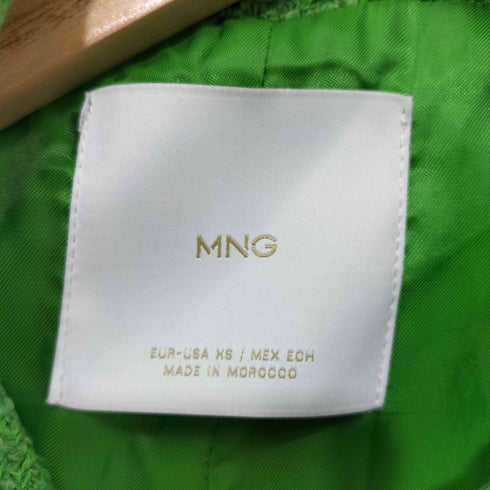 MNG
EUR-USA XS / MEX ECH
MADE IN MOROCCO